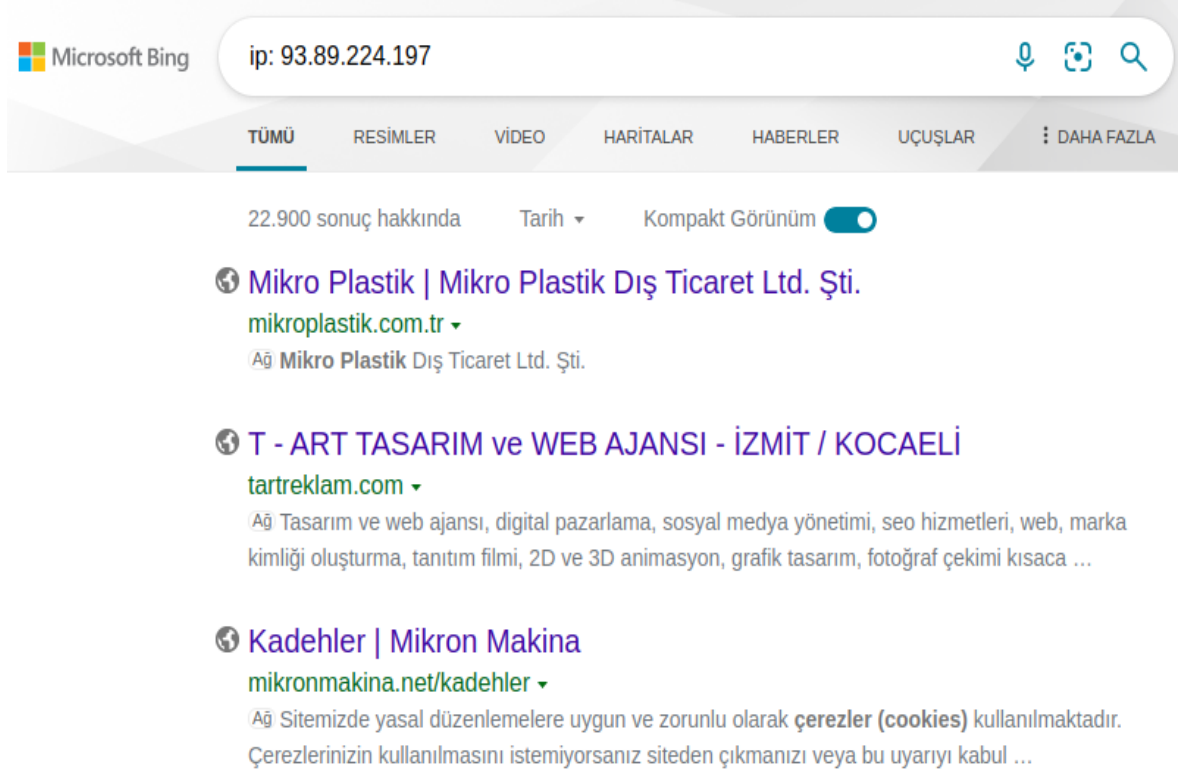 Microsoft Bing
ip: 93.89.224.197
TÜMÜ RESİMLER VİDEO HARİTALAR HABERLER UÇUŞLAR DAHA FAZLA
22.900 sonuç hakkında Tarih Kompakt Görünüm
Mikro Plastik | Mikro Plastik Dış Ticaret Ltd. Şti.
mikroplastik.com.tr
Ağ Mikro Plastik Dış Ticaret Ltd. Şti.
T - ART TASARIM ve WEB AJANSI - İZMİT / KOCAELİ
tartreklam.com
Ağ Tasarım ve web ajansı, digital pazarlama, sosyal medya yönetimi, seo hizmetleri, web, marka
kimliği oluşturma, tanıtım filmi, 2D ve 3D animasyon, grafik tasarım, fotoğraf çekimi kısaca ...
Kadehler | Mikron Makina
mikronmakina.net/kadehler
Ağ Sitemizde yasal düzenlemelere uygun ve zorunlu olarak çerezler (cookies) kullanılmaktadır.
Çerezlerinizin kullanılmasını istemiyorsanız siteden çıkmanızı veya bu uyarıyı kabul ...